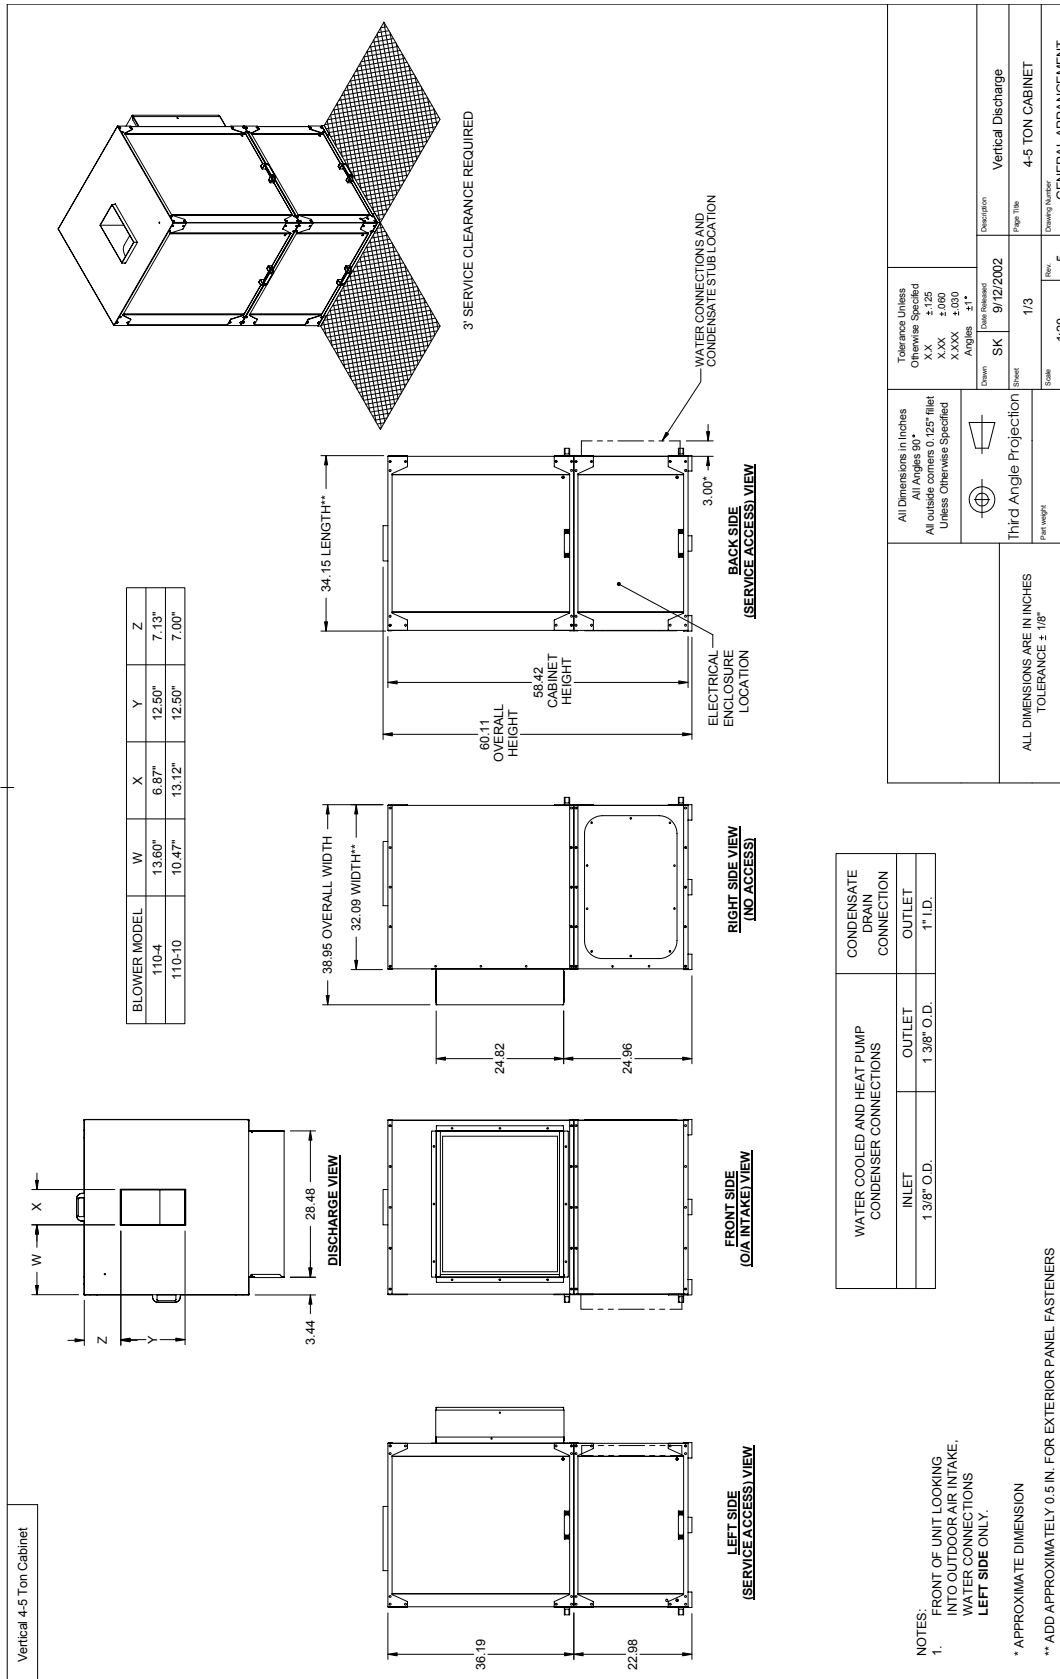 Vertical 4-5 Ton Cabinet
BLOWER MODEL W X Y Z
110-4 13.60" 6.87" 12.50" 7.13"
110-10 10.47" 13.12" 12.50" 7.00"
W
X
Z
Y
3.44
28.48
DISCHARGE VIEW
3' SERVICE CLEARANCE REQUIRED
36.19
22.98
LEFT SIDE
(SERVICE ACCESS) VIEW
FRONT SIDE
(O/A INTAKE) VIEW
38.95 OVERALL WIDTH
32.09 WIDTH**
24.82
24.96
RIGHT SIDE VIEW
(NO ACCESS)
34.15 LENGTH**
60.11
OVERALL
HEIGHT
58.42
CABINET
HEIGHT
ELECTRICAL
ENCLOSURE
LOCATION
3.00*
WATER CONNECTIONS AND
CONDENSATE STUB LOCATION
BACK SIDE
(SERVICE ACCESS) VIEW
NOTES:
1. FRONT OF UNIT LOOKING
INTO OUTDOOR AIR INTAKE,
WATER CONNECTIONS
LEFT SIDE ONLY.
* APPROXIMATE DIMENSION
** ADD APPROXIMATELY 0.5 IN. FOR EXTERIOR PANEL FASTENERS
WATER COOLED AND HEAT PUMP
CONDENSER CONNECTIONS
CONDENSATE
DRAIN
CONNECTION
INLET OUTLET OUTLET
1 3/8" O.D. 1 3/8" O.D. 1" I.D.
ALL DIMENSIONS ARE IN INCHES
TOLERANCE ± 1/8"
All Dimensions in Inches
All Angles 90°
All outside corners 0.125" fillet
Unless Otherwise Specified
Third Angle Projection
Part weight
Tolerance Unless
Otherwise Specified
X.X ±.125
X.XX ±.060
X.XXX ±.030
Angles ±1°
Drawn
SK
Date Released
9/12/2002
Description
Vertical Discharge
Sheet
1/3
Page Title
4-5 TON CABINET
Scale
Rev.
Drawing Number
GENERAL ARRANGEMENT